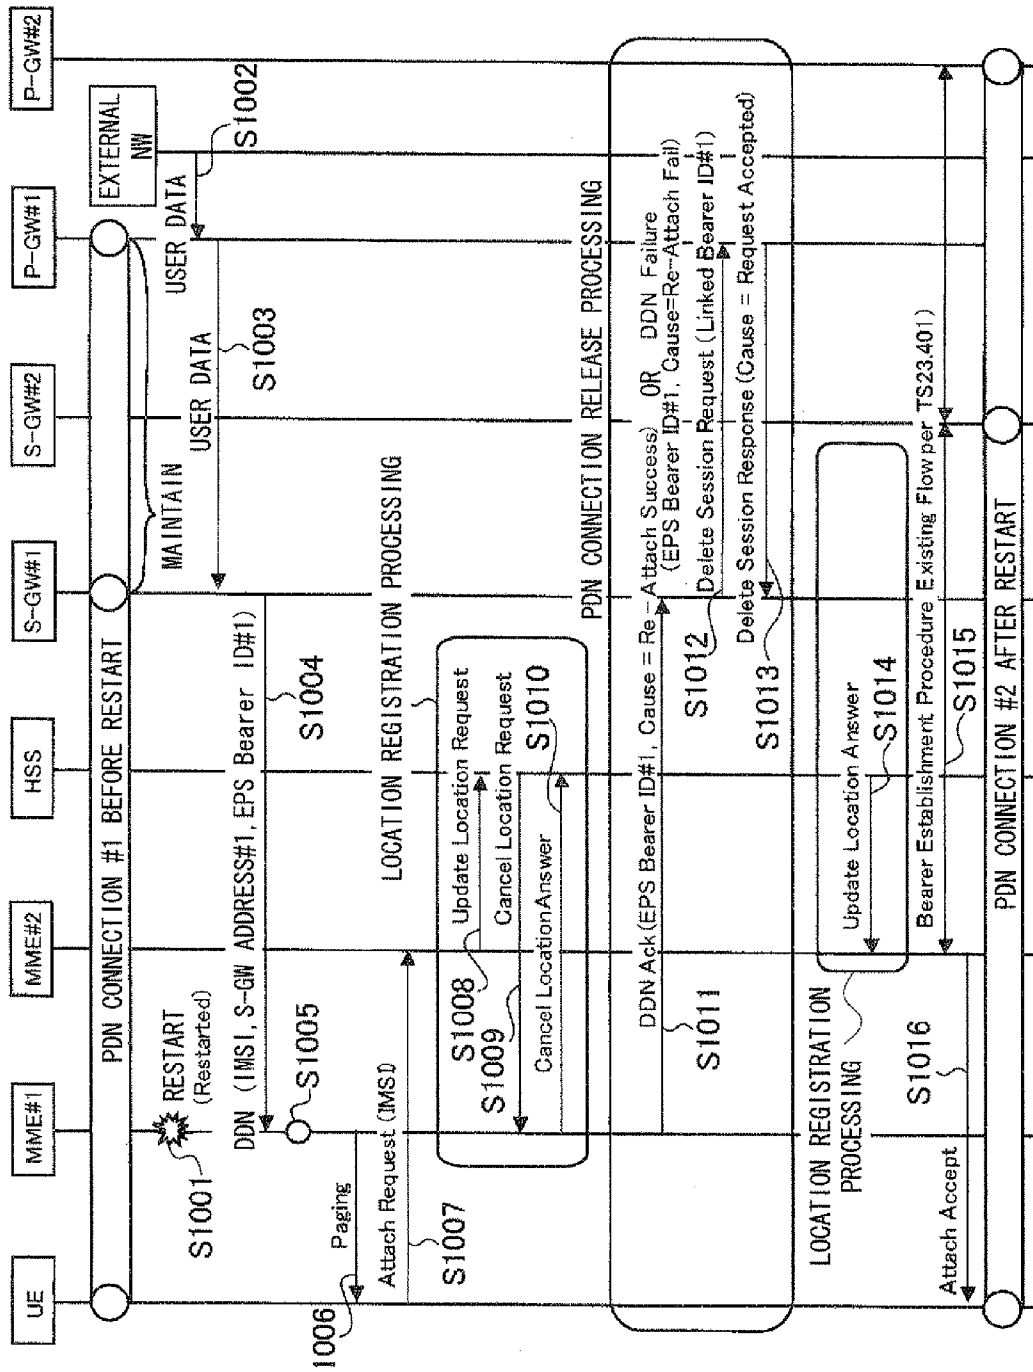 UE
MME#1
MME#2
HSS
S-GW#1
S-GW#2
P-GW#1
P-GW#2
EXTERNAL
NW
PDN CONNECTION #1 BEFORE RESTART
MAINTAIN
RESTART
(Restarted)
S1001
USER DATA
S1002
USER DATA
S1003
DDN (IMSI, S-GW ADDRESS#1, EPS Bearer ID#1)
S1004
S1005
Paging
1006
Attach Request (IMSI)
S1007
LOCATION REGISTRATION PROCESSING
Update Location Request
S1008
Cancel Location Request
S1009
Cancel Location Answer
S1010
PDN CONNECTION RELEASE PROCESSING
DDN Ack (EPS Bearer ID#1, Cause = Re-Attach Success) OR DDN Failure
(EPS Bearer ID#1, Cause=Re-Attach Fail)
S1011
Delete Session Request (Linked Bearer ID#1)
S1012
Delete Session Response (Cause = Request Accepted)
S1013
LOCATION REGISTRATION
PROCESSING
Update Location Answer
S1014
Bearer Establishment Procedure Existing Flow per TS23.401)
S1015
S1016
Attach Accept
PDN CONNECTION #2 AFTER RESTART